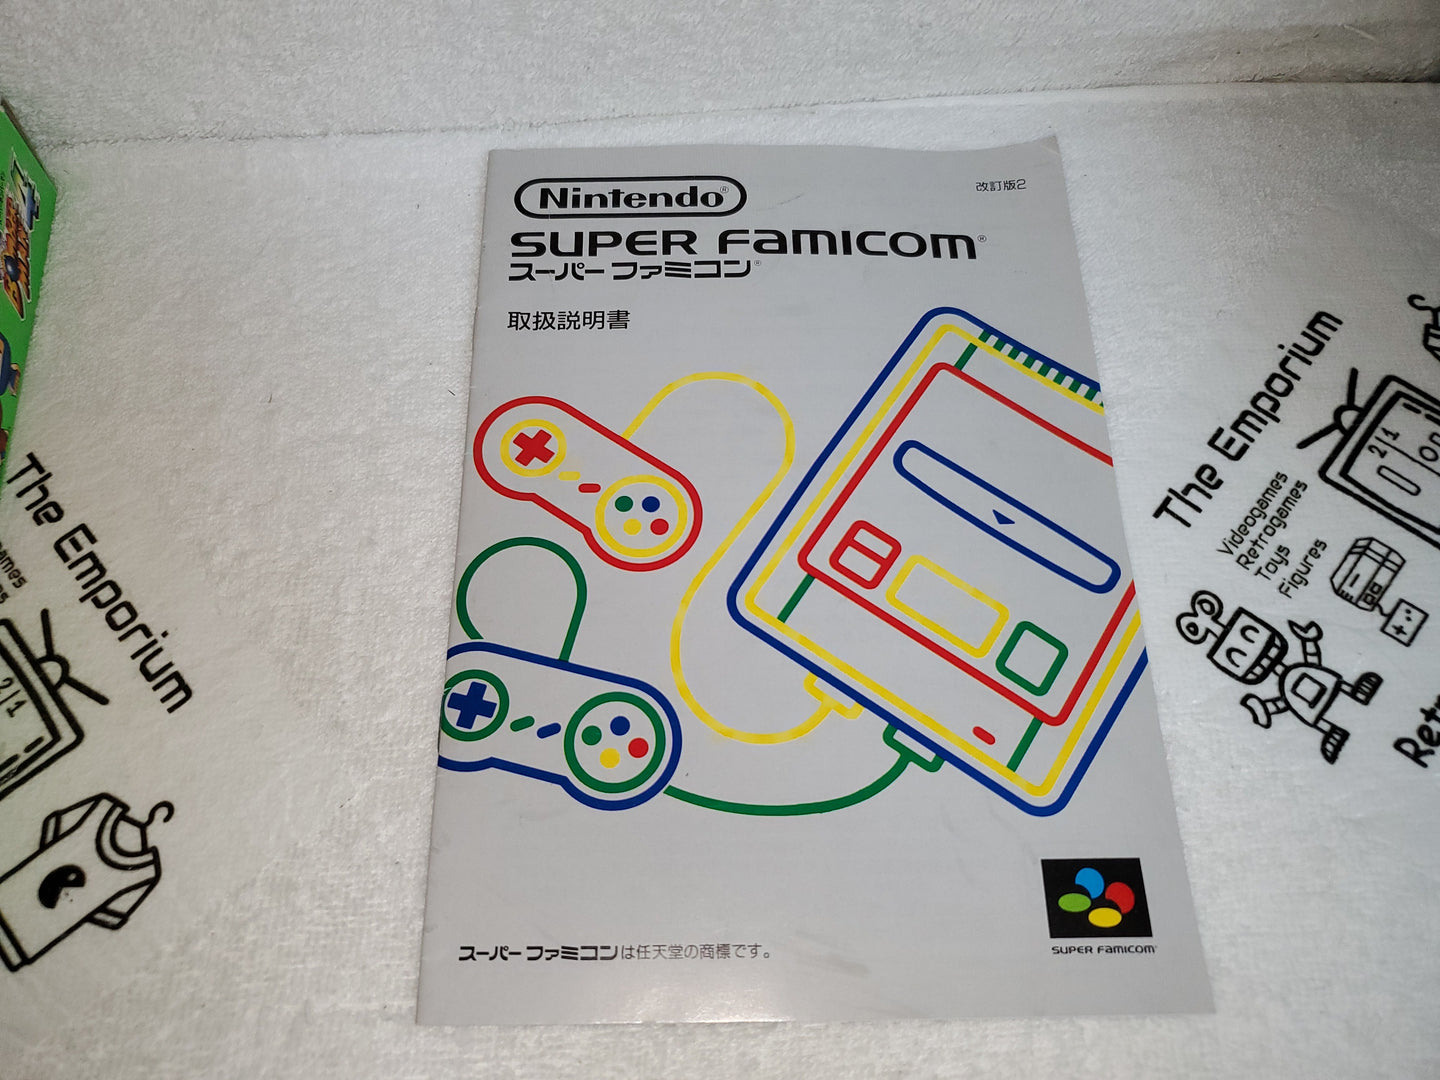 Nintendo®
改訂版2
SUPER FAMICOM®
スーパーファミコン®
取扱説明書
スーパーファミコンは任天堂の商標です。
SUPER FAMICOM
The Emporium
The Emporium
Videogames
Retrogames
Toys
Figures